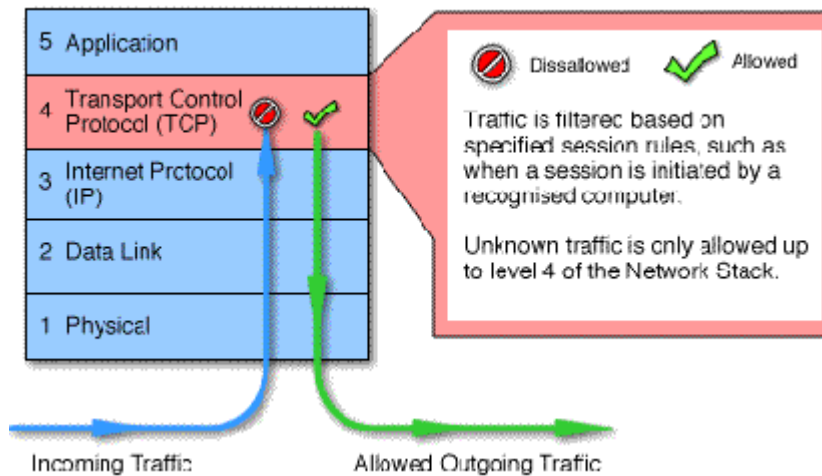 5 Application
4 Transport Control
Protocol (TCP)
3 Internet Prctocol
(IP)
2 Data Link
1 Physical
Incoming Traffic
Allowed Outgoing Traffic
Dissallowed
Allowed
Traffic is filtered based on
specified session rules, such as
when a session is initiated by a
recognised computer.
Unknown traffic is only allowed up
to level 4 of the Network Stack.